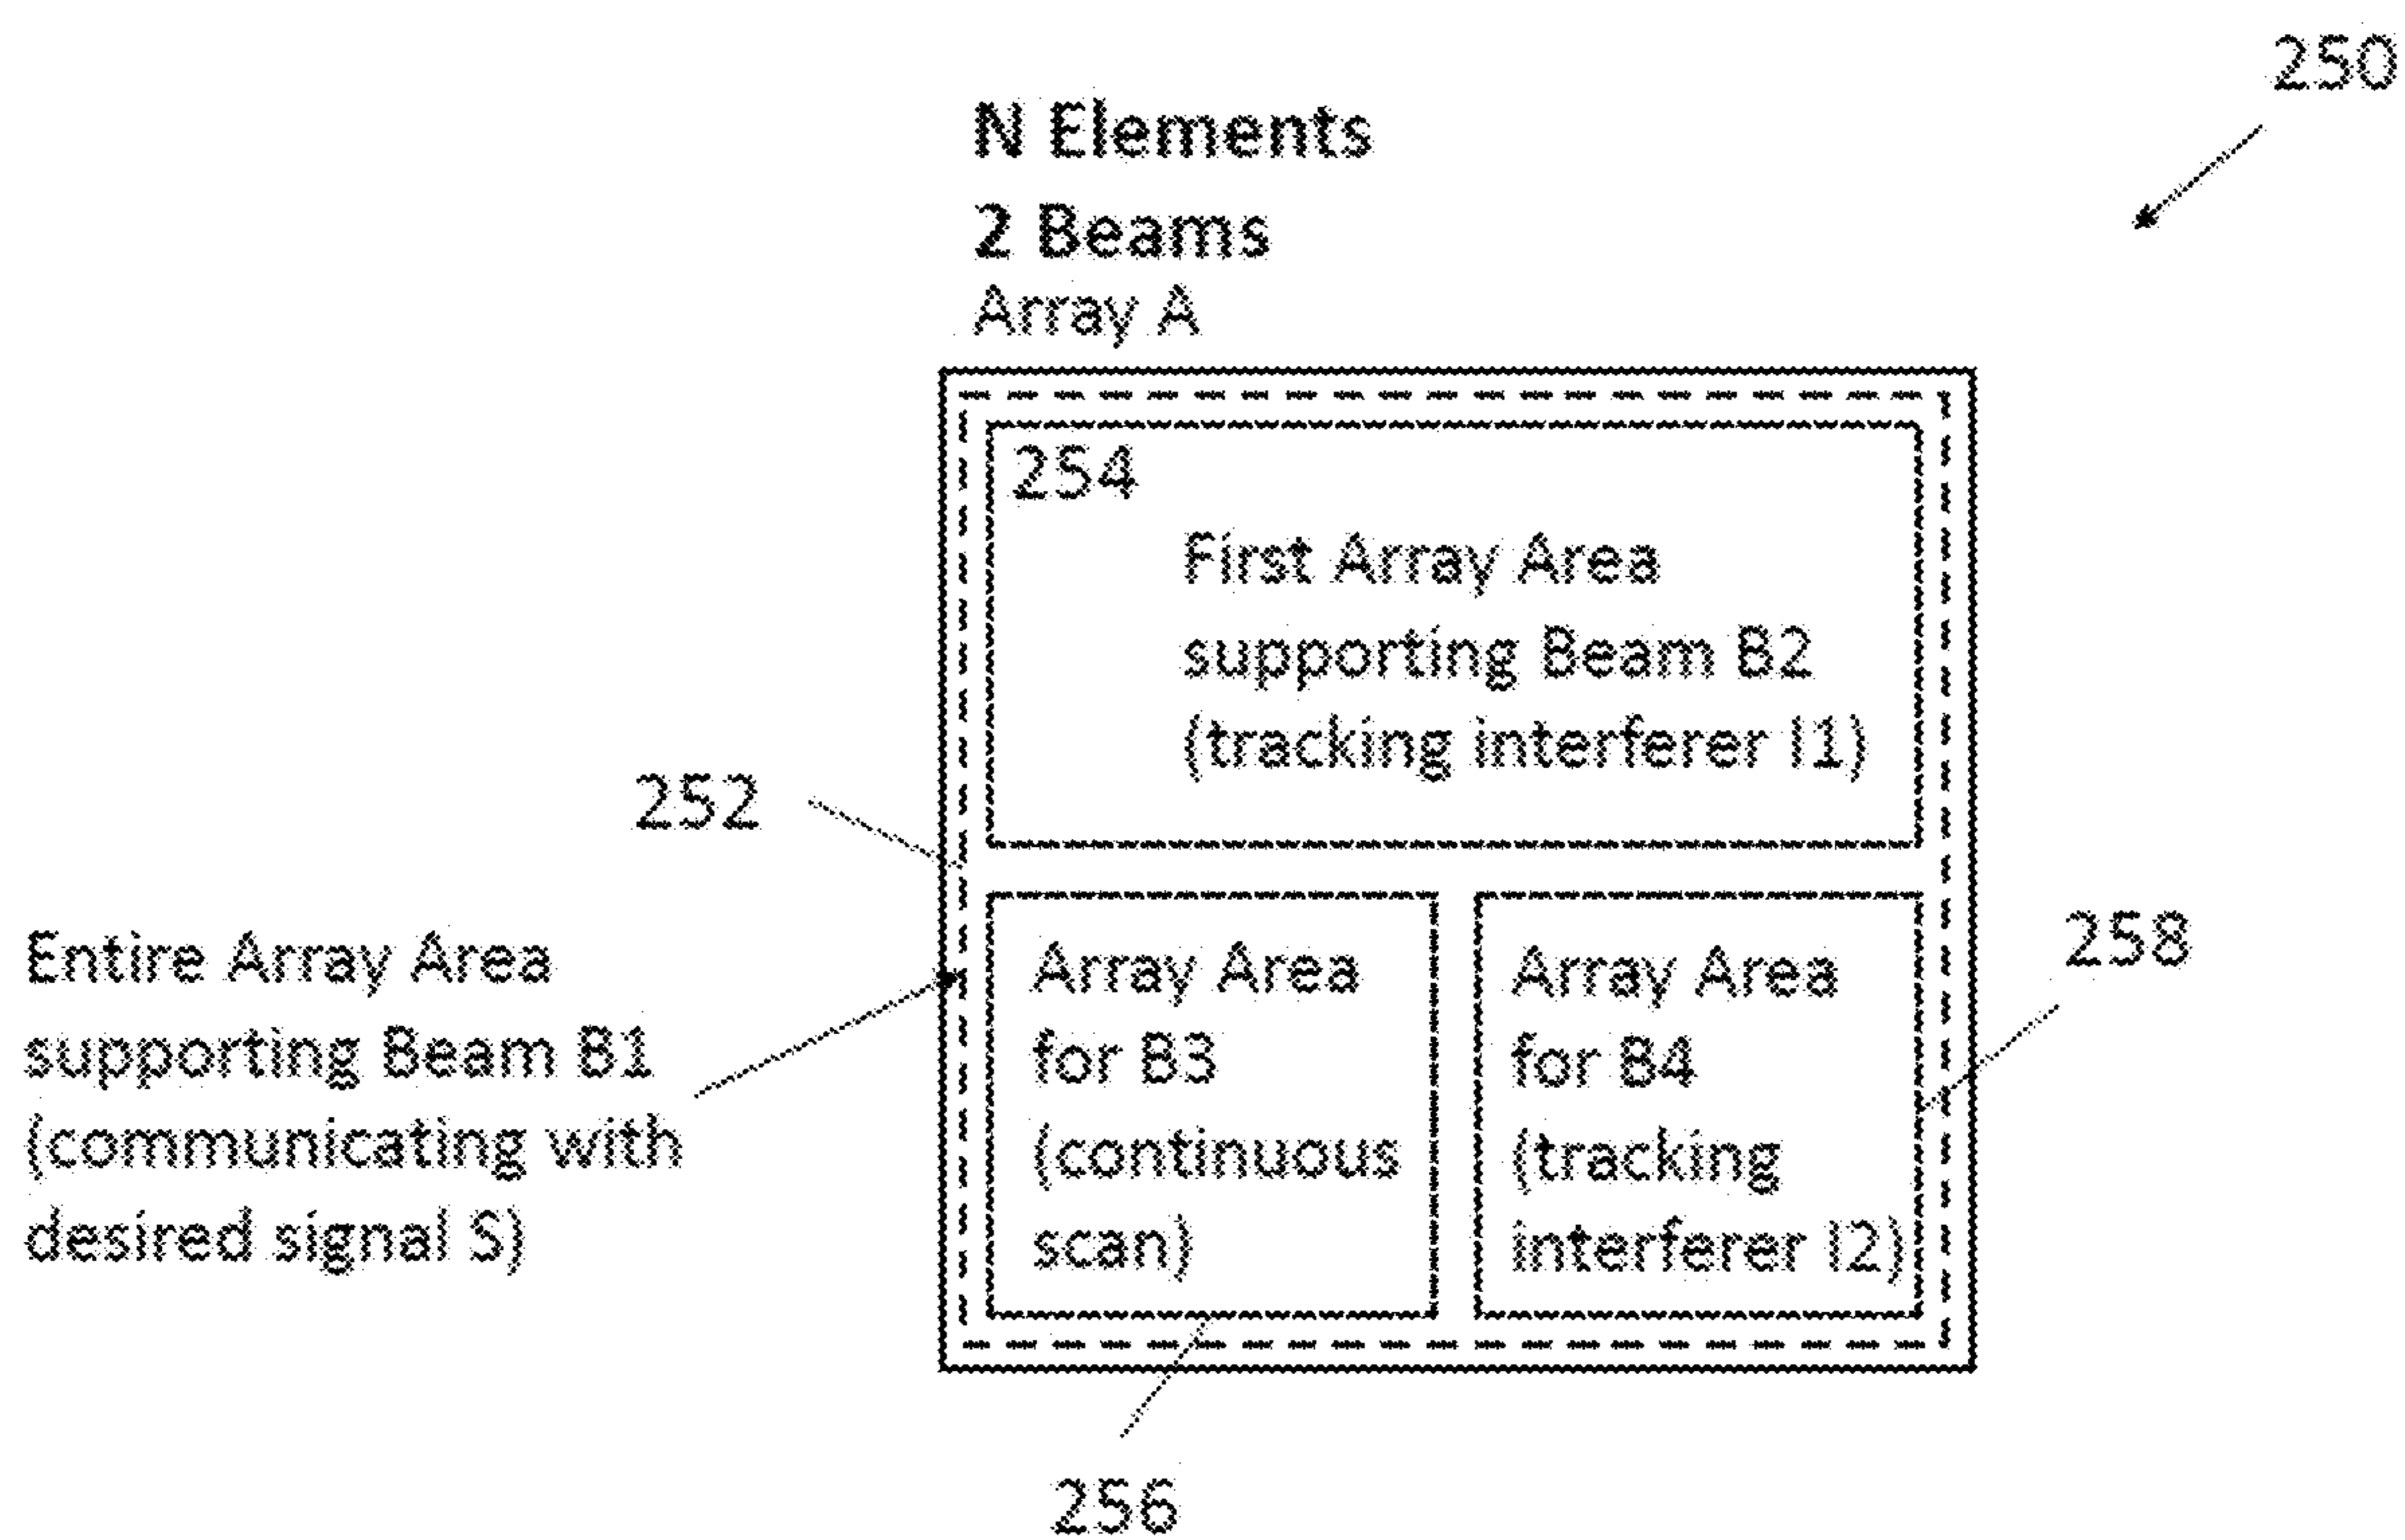 250
N Elements
2 Beams
Array A
254
First Array Area
supporting Beam B2
(tracking interferer I1)
252
Entire Array Area
supporting Beam B1
(communicating with
desired signal S)
Array Area
for B3
(continuous
scan)
Array Area
for B4
(tracking
interferer I2)
258
256